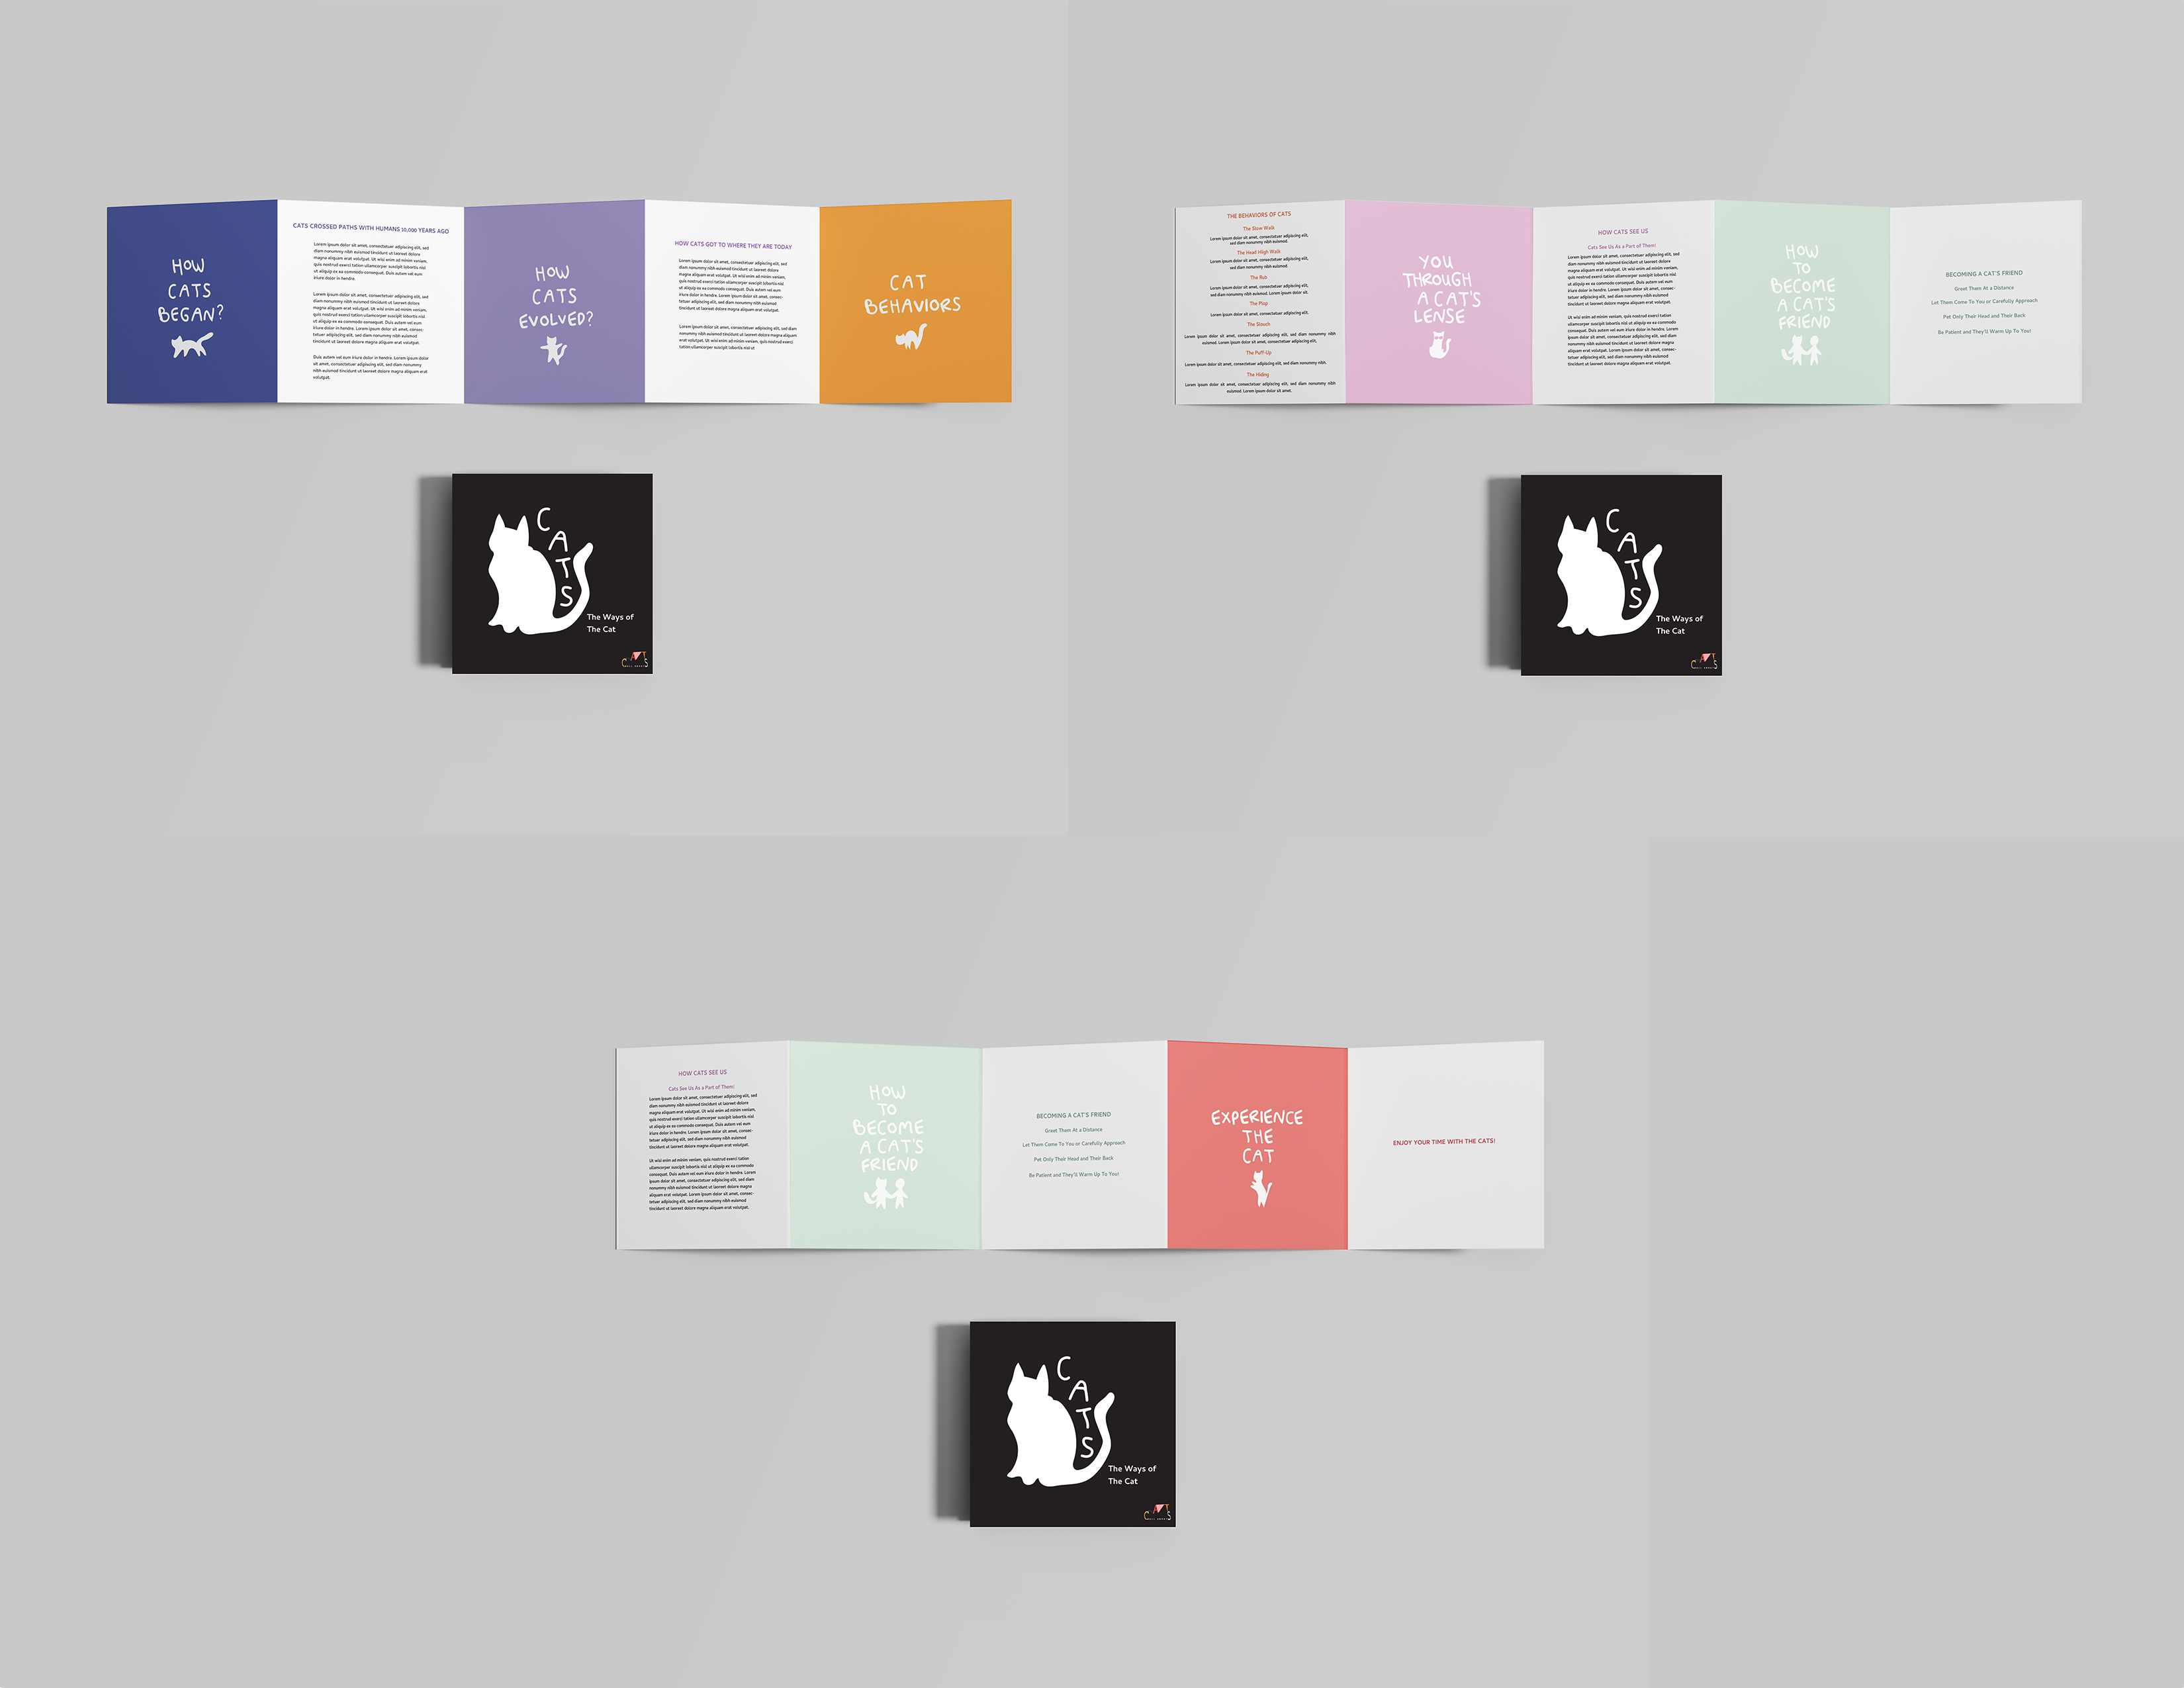 HOW
CATS
BEGAN?
CATS CROSSED PATHS WITH HUMANS 10,000 YEARS AGO
Lorem ipsum dolor sit amet, consectetuer adipiscing elit, sed
diam nonummy nibh euismod tincidunt ut laoreet dolore
magna aliquam erat volutpat. Ut wisi enim ad minim veniam,
quis nostrud exerci tation ullamcorper suscipit lobortis nisl
ut aliquip ex ea commodo consequat. Duis autem vel eum
iriure dolor in hendre.
Lorem ipsum dolor sit amet, consectetuer adipiscing elit, sed
diam nonummy nibh euismod tincidunt ut laoreet dolore
magna aliquam erat volutpat. Ut wisi enim ad minim veniam,
quis nostrud exerci tation ullamcorper suscipit lobortis nisl
ut aliquip ex ea commodo consequat. Duis autem vel eum
iriure dolor in hendre. Lorem ipsum dolor sit amet, consec-
tetuer adipiscing elit, sed diam nonummy nibh euismod
tincidunt ut laoreet dolore magna aliquam erat volutpat.
Duis autem vel eum iriure dolor in hendre. Lorem ipsum dolor
sit amet, consectetuer adipiscing elit, sed diam nonummy
nibh euismod tincidunt ut laoreet dolore magna aliquam erat
volutpat.
HOW
CATS
EVOLVED?
HOW CATS GOT TO WHERE THEY ARE TODAY
Lorem ipsum dolor sit amet, consectetuer adipiscing elit, sed
diam nonummy nibh euismod tincidunt ut laoreet dolore
magna aliquam erat volutpat. Ut wisi enim ad minim veniam,
quis nostrud exerci tation ullamcorper suscipit lobortis nisl
ut aliquip ex ea commodo consequat. Duis autem vel eum
iriure dolor in hendre. Lorem ipsum dolor sit amet, consec-
tetuer adipiscing elit, sed diam nonummy nibh euismod
tincidunt ut laoreet dolore magna aliquam erat volutpat.
Lorem ipsum dolor sit amet, consectetuer adipiscing elit, sed diam
nonummy nibh euismod tincidunt ut laoreet dolore magna aliquam
erat volutpat. Ut wisi enim ad minim veniam, quis nostrud exerci
tation ullamcorper suscipit lobortis nisl ut
CAT
BEHAVIORS
CATS
The Ways of
The Cat
THE BEHAVIORS OF CATS
The Slow Walk
Lorem ipsum dolor sit amet, consectetuer adipiscing elit,
sed diam nonummy nibh euismod.
The Head High Walk
Lorem ipsum dolor sit amet, consectetuer adipiscing elit,
sed diam nonummy nibh euismod.
The Rub
Lorem ipsum dolor sit amet, consectetuer adipiscing elit,
sed diam nonummy nibh euismod. Lorem ipsum dolor sit.
The Plop
Lorem ipsum dolor sit amet, consectetuer adipiscing elit.
The Slouch
Lorem ipsum dolor sit amet, consectetuer adipiscing elit, sed diam nonummy nibh
euismod. Lorem ipsum dolor sit amet, consectetuer adipiscing elit.
The Puff-Up
Lorem ipsum dolor sit amet, consectetuer adipiscing elit, sed diam nonummy nibh.
The Hiding
Lorem ipsum dolor sit amet, consectetuer adipiscing elit, sed diam nonummy nibh
euismod. Lorem ipsum dolor sit amet.
YOU
THROUGH
A CAT'S
LENSE
HOW CATS SEE US
Cats See Us As a Part of Them!
Lorem ipsum dolor sit amet, consectetuer adipiscing elit, sed
diam nonummy nibh euismod tincidunt ut laoreet dolore
magna aliquam erat volutpat. Ut wisi enim ad minim veniam,
quis nostrud exerci tation ullamcorper suscipit lobortis nisl
ut aliquip ex ea commodo consequat. Duis autem vel eum
iriure dolor in hendre. Lorem ipsum dolor sit amet, consec-
tetuer adipiscing elit, sed diam nonummy nibh euismod
tincidunt ut laoreet dolore magna aliquam erat volutpat.
Ut wisi enim ad minim veniam, quis nostrud exerci tation
ullamcorper suscipit lobortis nisl ut aliquip ex ea commodo
consequat. Duis autem vel eum iriure dolor in hendre. Lorem
ipsum dolor sit amet, consectetuer adipiscing elit, sed diam
nonummy nibh euismod tincidunt ut laoreet dolore magna
aliquam erat volutpat. Lorem ipsum dolor sit amet, consec-
tetuer adipiscing elit, sed diam nonummy nibh euismod
tincidunt ut laoreet dolore magna aliquam erat volutpat.
HOW
TO
BECOME
A CAT'S
FRIEND
BECOMING A CAT'S FRIEND
Greet Them At a Distance
Let Them Come To You or Carefully Approach
Pet Only Their Head and Their Back
Be Patient and They'll Warm Up To You!
CATS
The Ways of
The Cat
HOW CATS SEE US
Cats See Us As a Part of Them!
Lorem ipsum dolor sit amet, consectetuer adipiscing elit, sed
diam nonummy nibh euismod tincidunt ut laoreet dolore
magna aliquam erat volutpat. Ut wisi enim ad minim veniam,
quis nostrud exerci tation ullamcorper suscipit lobortis nisl
ut aliquip ex ea commodo consequat. Duis autem vel eum
iriure dolor in hendre. Lorem ipsum dolor sit amet, consec-
tetuer adipiscing elit, sed diam nonummy nibh euismod
tincidunt ut laoreet dolore magna aliquam erat volutpat.
Ut wisi enim ad minim veniam, quis nostrud exerci tation
ullamcorper suscipit lobortis nisl ut aliquip ex ea commodo
consequat. Duis autem vel eum iriure dolor in hendre. Lorem
ipsum dolor sit amet, consectetuer adipiscing elit, sed diam
nonummy nibh euismod tincidunt ut laoreet dolore magna
aliquam erat volutpat. Lorem ipsum dolor sit amet, consec-
tetuer adipiscing elit, sed diam nonummy nibh euismod
tincidunt ut laoreet dolore magna aliquam erat volutpat.
HOW
TO
BECOME
A CAT'S
FRIEND
BECOMING A CAT'S FRIEND
Greet Them At a Distance
Let Them Come To You or Carefully Approach
Pet Only Their Head and Their Back
Be Patient and They'll Warm Up To You!
EXPERIENCE
THE
CAT
ENJOY YOUR TIME WITH THE CATS!
CATS
The Ways of
The Cat